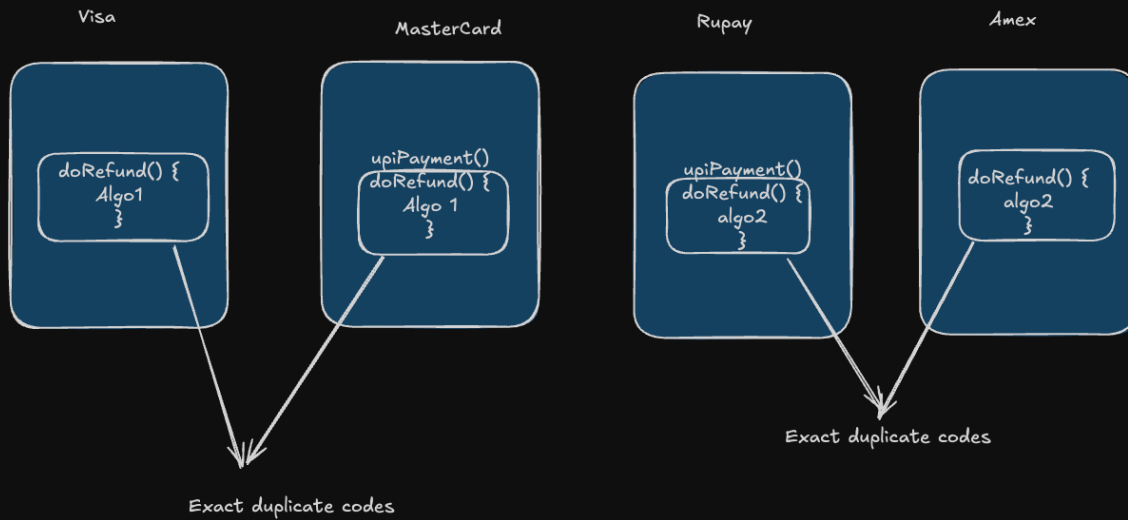 Visa
MasterCard
Rupay
Amex
doRefund() {
Algo1
}
upiPayment()
doRefund() {
Algo 1
}
upiPayment()
doRefund() {
algo2
}
doRefund() {
algo2
}
Exact duplicate codes
Exact duplicate codes